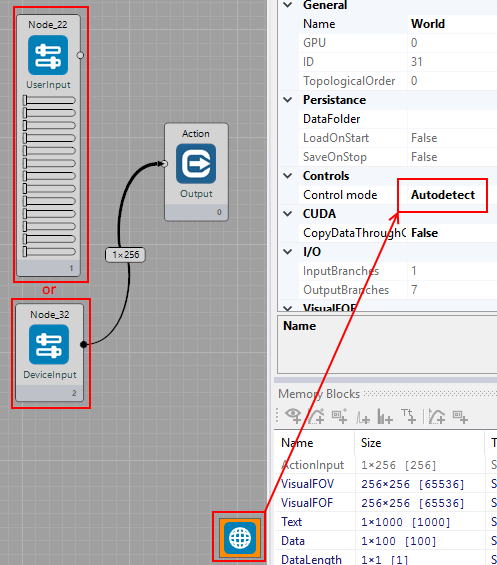 Node_22
UserInput
1
or
Node_32
DeviceInput
2
1×256
Action
Output
0
General
Name World
GPU 0
ID 31
TopologicalOrder 0
Persistance
DataFolder
LoadOnStart False
SaveOnStop False
Controls
Control mode Autodetect
CUDA
CopyDataThroughC False
I/O
InputBranches 1
OutputBranches 7
VisualFOF
Name
Memory Blocks
Name Size T
ActionInput 1×256 [256] S
VisualFOV 256×256 [65536] S
VisualFOF 256×256 [65536] S
Text 1×1000 [1000] S
Data 1×100 [100] S
DataLength 1×1 [1] S